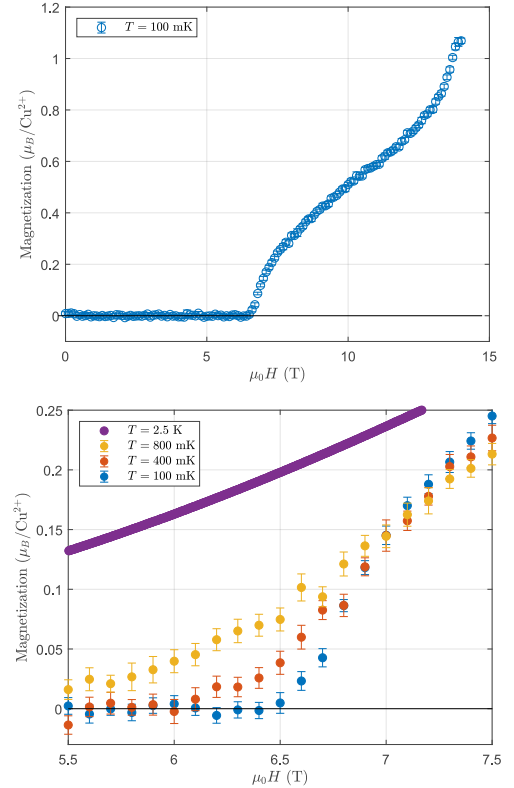 T = 100 mK
1.2
1
0.8
0.6
0.4
0.2
0
0 5 10 15
Magnetization (μ_B/Cu²⁺)
μ₀H (T)
T = 2.5 K
T = 800 mK
T = 400 mK
T = 100 mK
0.25
0.2
0.15
0.1
0.05
0
5.5 6 6.5 7 7.5
Magnetization (μ_B/Cu²⁺)
μ₀H (T)